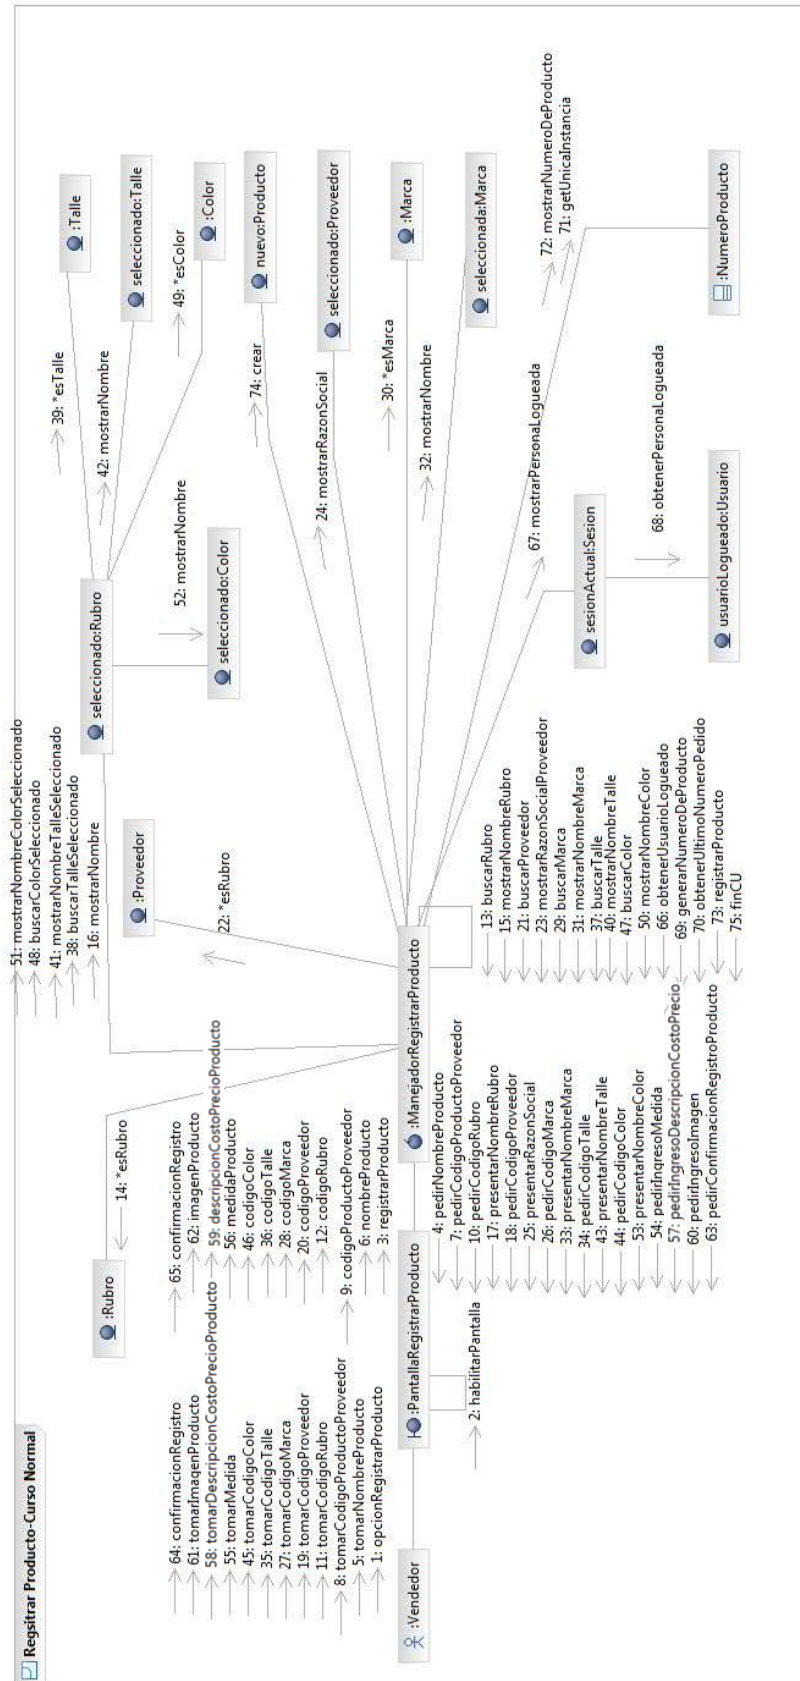 Regsitrar Producto-Curso Normal
:Vendedor
64: confirmacionRegistro
61: tomarImagenProducto
58: tomarDescripcionCostoPrecioProducto
55: tomarMedida
45: tomarCodigoColor
35: tomarCodigoTalle
27: tomarCodigoMarca
19: tomarCodigoProveedor
11: tomarCodigoRubro
8: tomarCodigoProductoProveedor
5: tomarNombreProducto
1: opcionRegistrarProducto
:PantallaRegistrarProducto
2: habilitarPantalla
:Rubro
14: *esRubro
65: confirmacionRegistro
62: imagenProducto
59: descripcionCostoPrecioProducto
56: medidaProducto
46: codigoColor
36: codigoTalle
28: codigoMarca
20: codigoProveedor
12: codigoRubro
9: codigoProductoProveedor
6: nombreProducto
3: registrarProducto
4: pedirNombreProducto
7: pedirCodigoProductoProveedor
10: pedirCodigoRubro
17: presentarNombreRubro
18: pedirCodigoProveedor
25: presentarRazonSocial
26: pedirCodigoMarca
33: presentarNombreMarca
34: pedirCodigoTalle
43: presentarNombreTalle
44: pedirCodigoColor
53: presentarNombreColor
54: pedirIngresoMedida
57: pedirIngresoDescripcionCostoPrecio
60: pedirIngresoImagen
63: pedirConfirmacionRegistroProducto
:ManejadorRegistrarProducto
13: buscarRubro
15: mostrarNombreRubro
21: buscarProveedor
23: mostrarRazonSocialProveedor
29: buscarMarca
31: mostrarNombreMarca
37: buscarTalle
40: mostrarNombreTalle
47: buscarColor
50: mostrarNombreColor
66: obtenerUsuarioLogueado
69: generarNumeroDeProducto
70: obtenerUltimoNumeroPedido
73: registrarProducto
75: finCU
:Proveedor
22: *esRubro
51: mostrarNombreColorSeleccionado
48: buscarColorSeleccionado
41: mostrarNombreTalleSeleccionado
38: buscarTalleSeleccionado
16: mostrarNombre
seleccionado:Rubro
52: mostrarNombre
seleccionado:Color
39: *esTalle
:Talle
42: mostrarNombre
seleccionado:Talle
49: *esColor
:Color
74: crear
nuevo:Producto
24: mostrarRazonSocial
seleccionado:Proveedor
30: *esMarca
:Marca
32: mostrarNombre
seleccionada:Marca
67: mostrarPersonaLogueada
sesionActual:Sesion
68: obtenerPersonaLogueada
usuarioLogueado:Usuario
72: mostrarNumeroDeProducto
71: getUnicaInstancia
:NumeroProducto